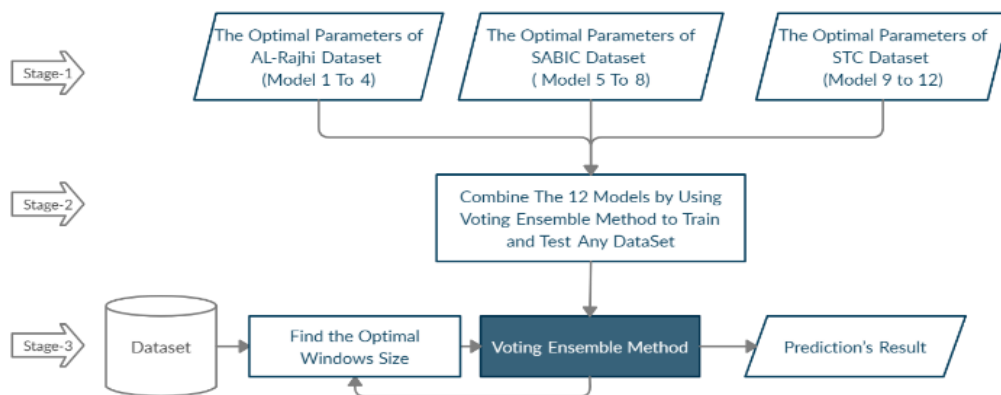 Stage-1
The Optimal Parameters of
AL-Rajhi Dataset
(Model 1 To 4)
The Optimal Parameters of
SABIC Dataset
( Model 5 To 8)
The Optimal Parameters of
STC Dataset
(Model 9 to 12)
Stage-2
Combine The 12 Models by Using
Voting Ensemble Method to Train
and Test Any DataSet
Stage-3
Dataset
Find the Optimal
Windows Size
Voting Ensemble Method
Prediction's Result